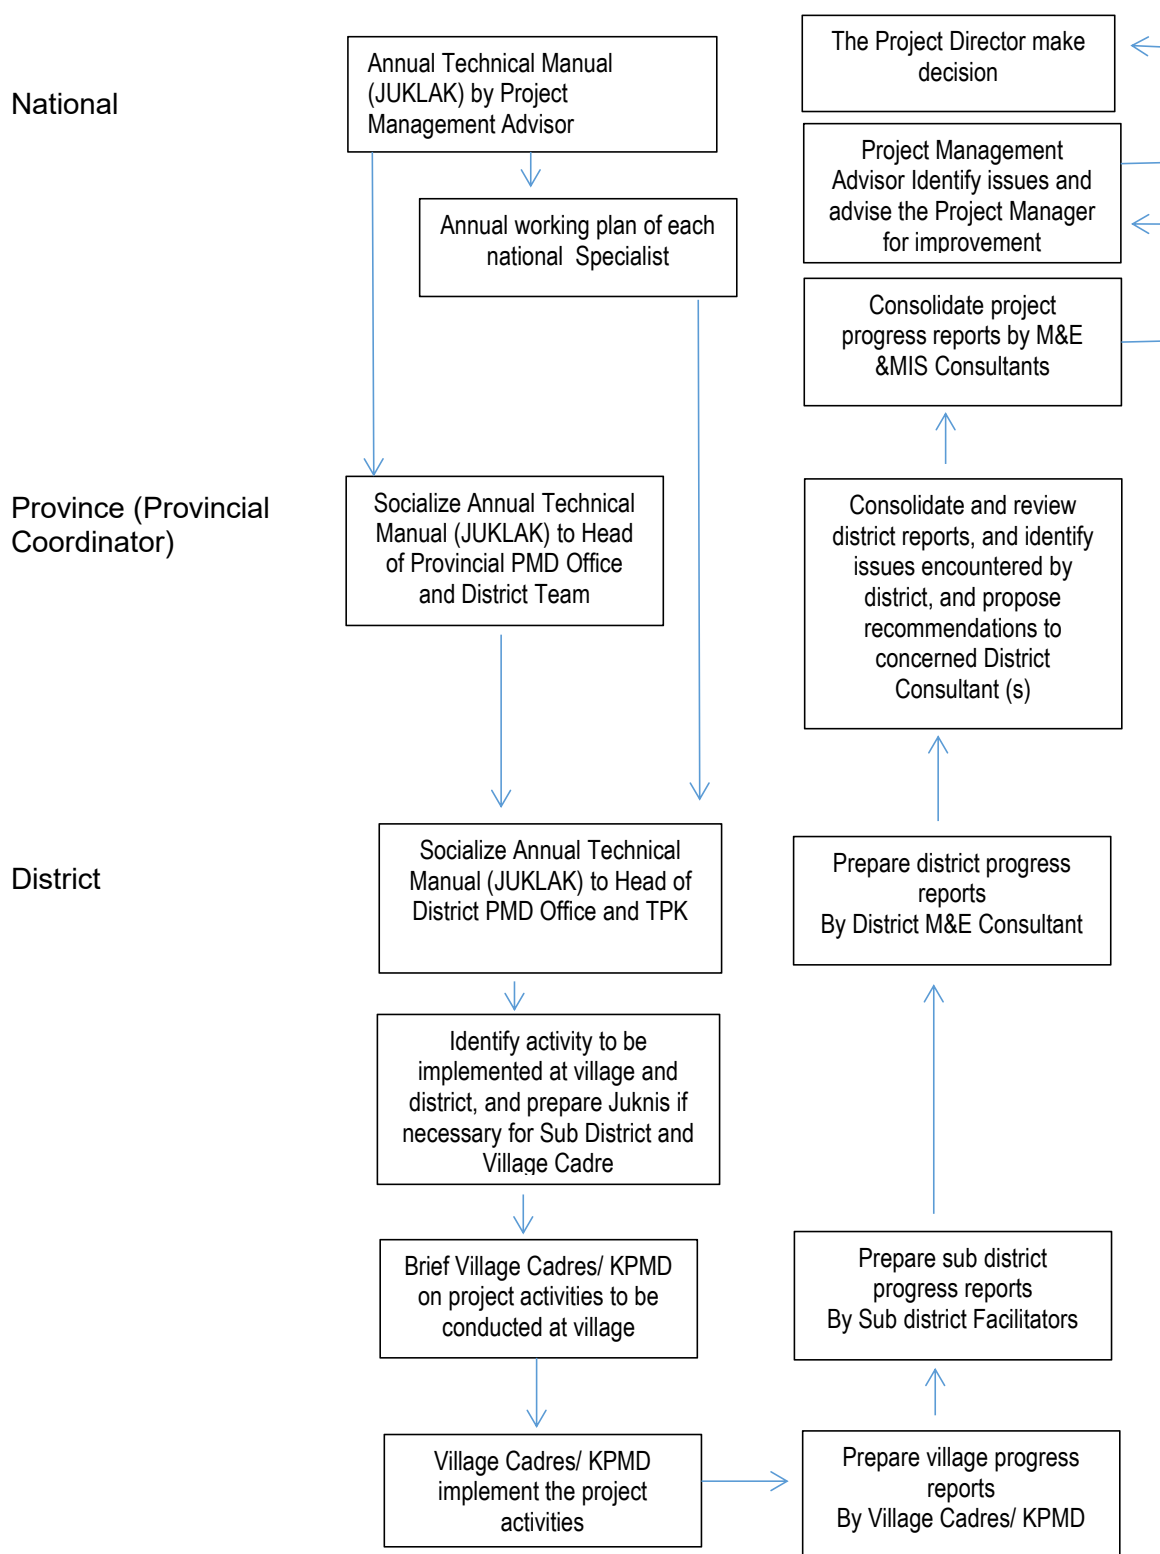 National
Annual Technical Manual
(JUKLAK) by Project
Management Advisor
Annual working plan of each
national Specialist
The Project Director make
decision
Project Management
Advisor Identify issues and
advise the Project Manager
for improvement
Consolidate project
progress reports by M&E
&MIS Consultants
Province (Provincial
Coordinator)
Socialize Annual Technical
Manual (JUKLAK) to Head
of Provincial PMD Office
and District Team
Consolidate and review
district reports, and identify
issues encountered by
district, and propose
recommendations to
concerned District
Consultant (s)
District
Socialize Annual Technical
Manual (JUKLAK) to Head of
District PMD Office and TPK
Prepare district progress
reports
By District M&E Consultant
Identify activity to be
implemented at village and
district, and prepare Juknis if
necessary for Sub District and
Village Cadre
Brief Village Cadres/ KPMD
on project activities to be
conducted at village
Prepare sub district
progress reports
By Sub district Facilitators
Village Cadres/ KPMD
implement the project
activities
Prepare village progress
reports
By Village Cadres/ KPMD